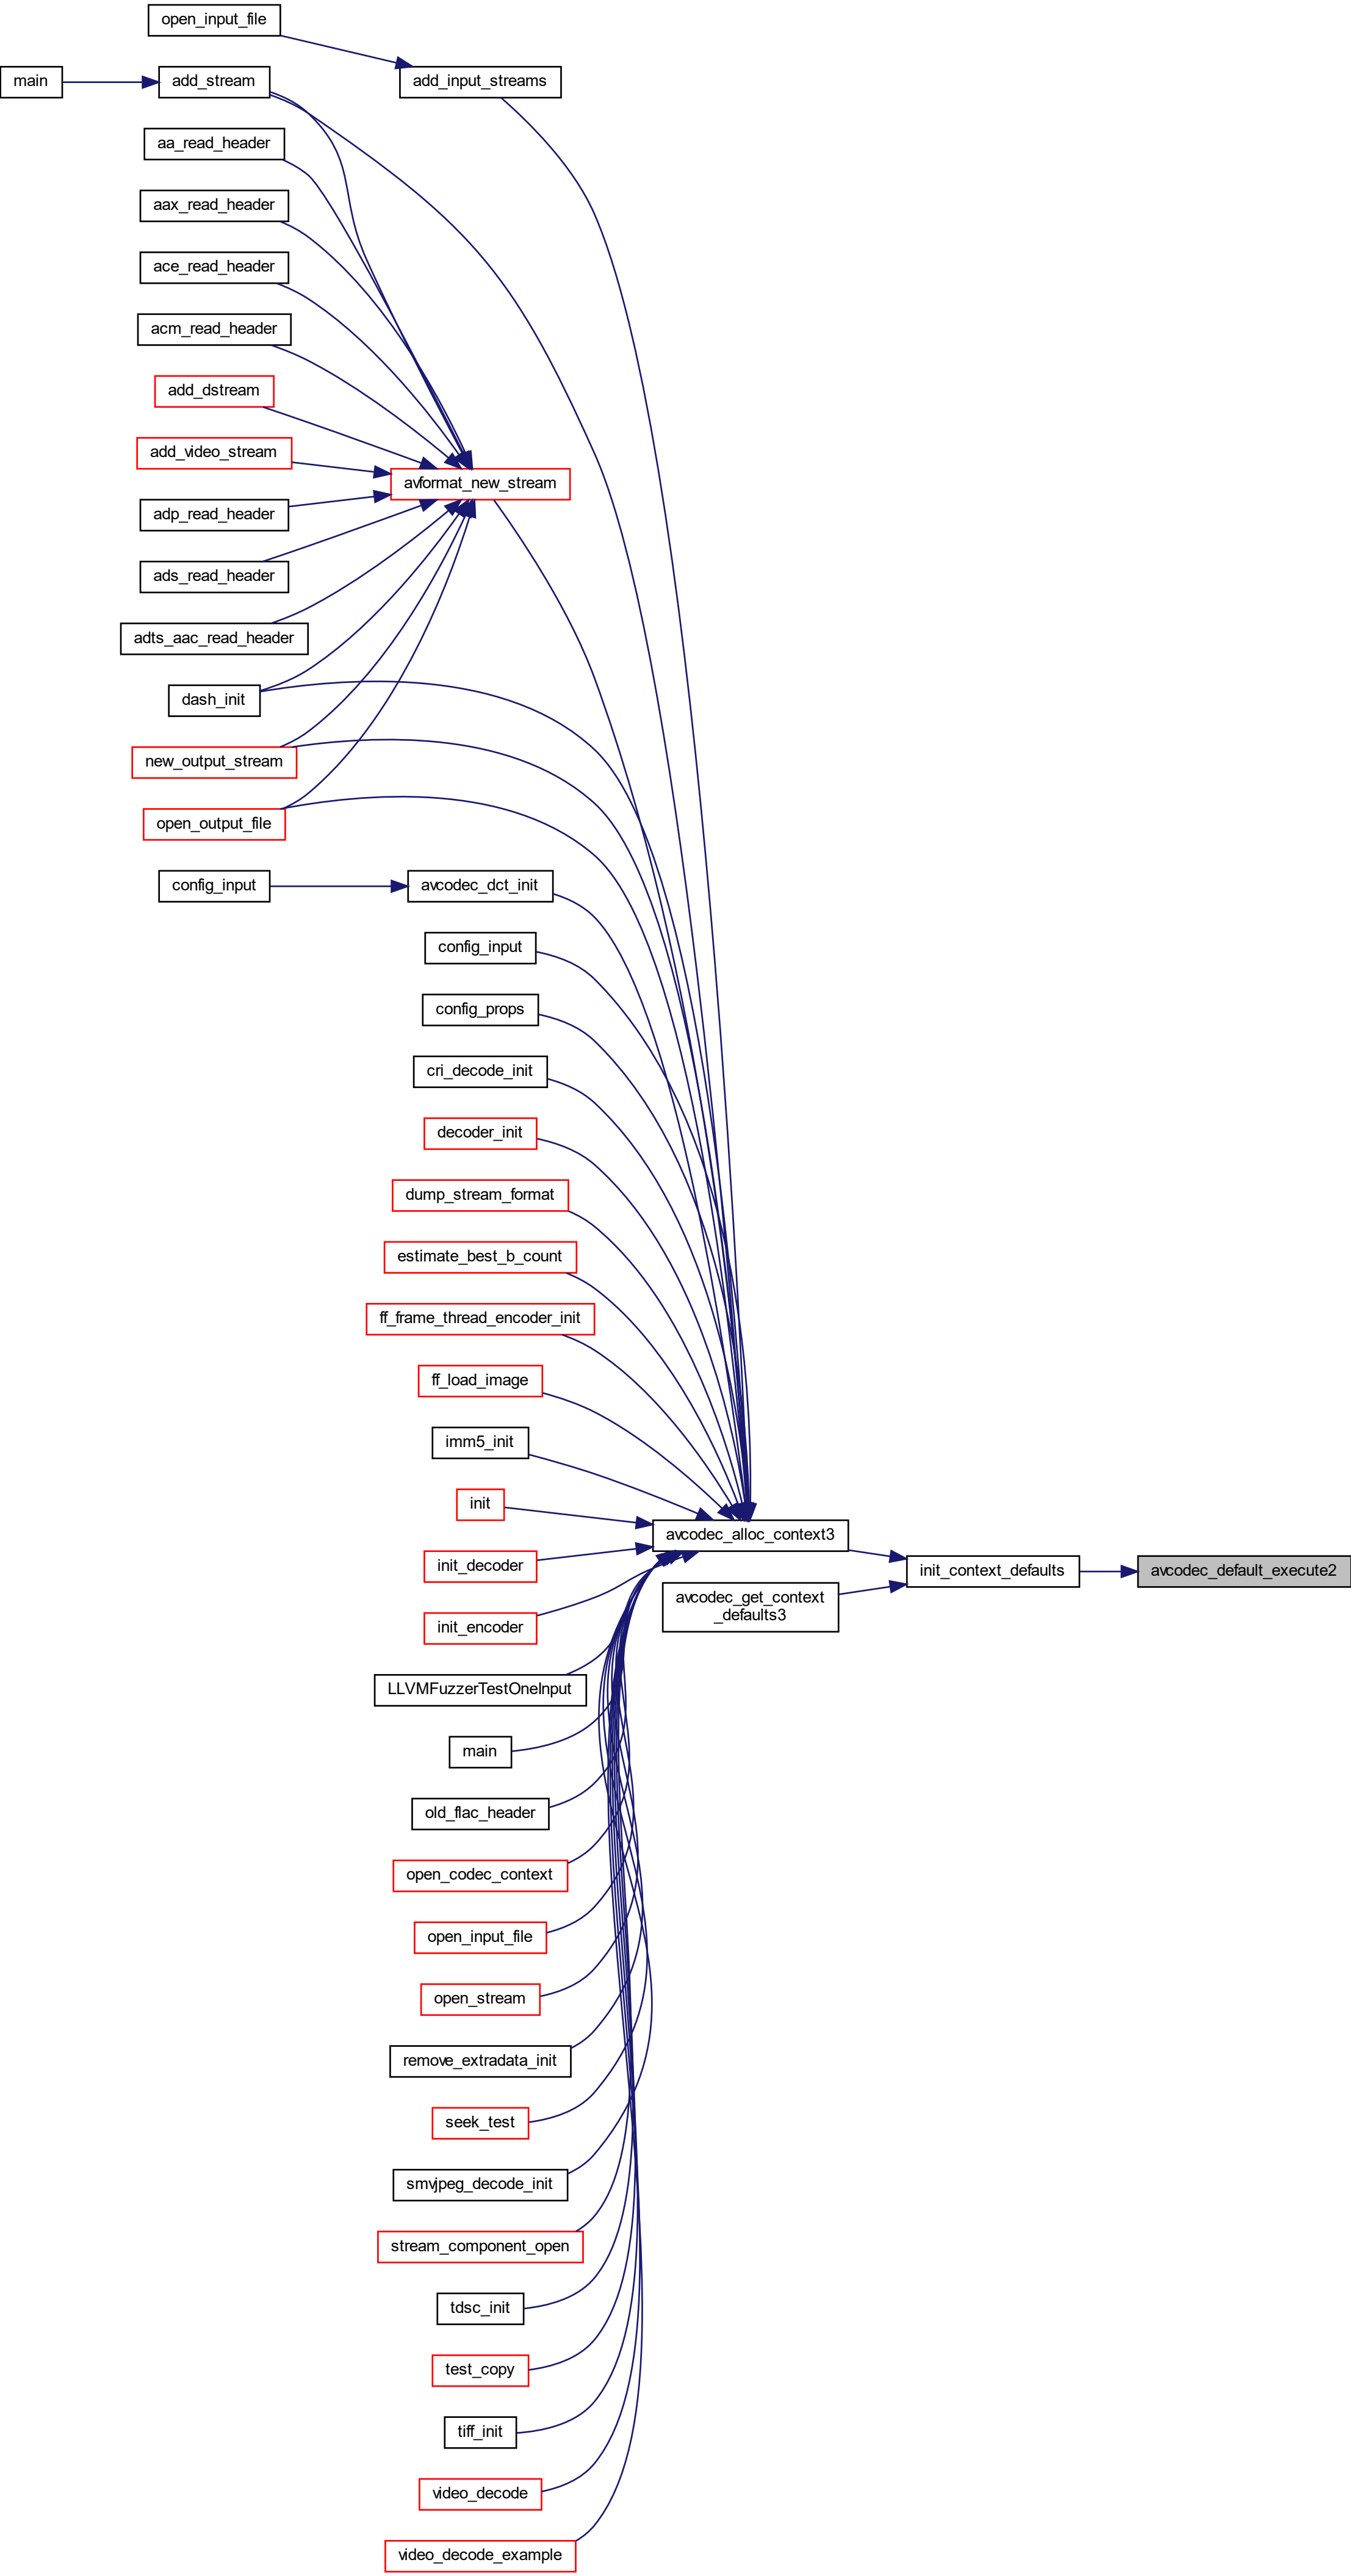 open_input_file
main
add_stream
add_input_streams
aa_read_header
aax_read_header
ace_read_header
acm_read_header
add_dstream
add_video_stream
avformat_new_stream
adp_read_header
ads_read_header
adts_aac_read_header
dash_init
new_output_stream
open_output_file
config_input
avcodec_dct_init
config_input
config_props
cri_decode_init
decoder_init
dump_stream_format
estimate_best_b_count
ff_frame_thread_encoder_init
ff_load_image
imm5_init
init
avcodec_alloc_context3
init_decoder
init_context_defaults
avcodec_default_execute2
avcodec_get_context
_defaults3
init_encoder
LLVMFuzzerTestOneInput
main
old_flac_header
open_codec_context
open_input_file
open_stream
remove_extradata_init
seek_test
smvjpeg_decode_init
stream_component_open
tdsc_init
test_copy
tiff_init
video_decode
video_decode_example